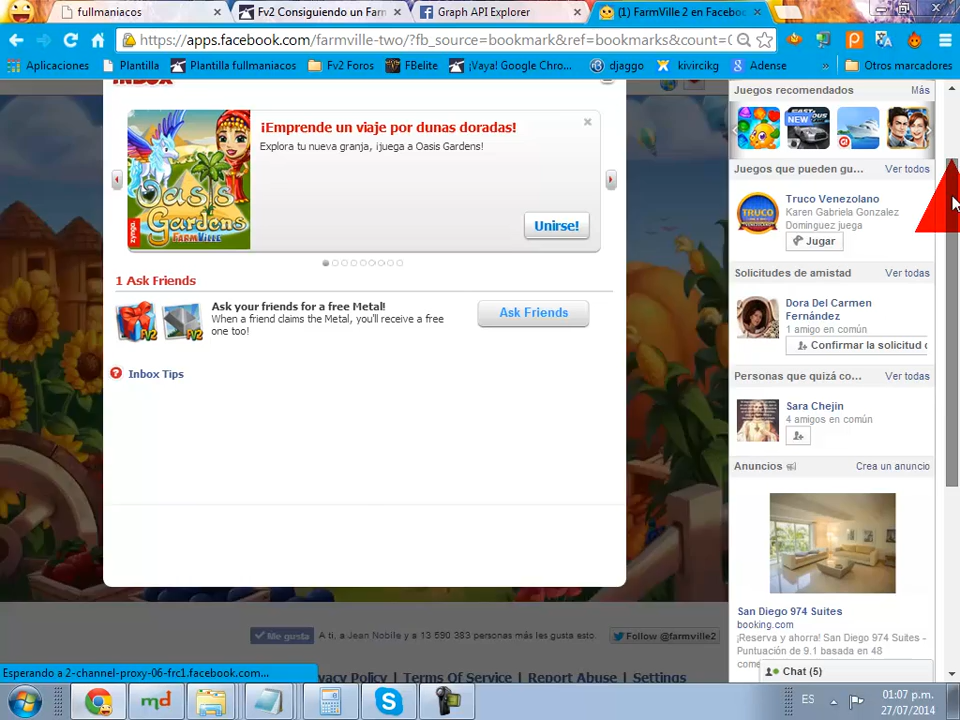 fullmaniacos
Fv2 Consiguiendo un Farm
Graph API Explorer
(1) FarmVille 2 en Facebo
https://apps.facebook.com/farmville-two/?fb_source=bookmark&ref=bookmarks&count=
Aplicaciones
Plantilla
Plantilla fullmaniacos
Fv2 Foros
FBelite
¡Vaya! Google Chro...
djaggo
kivircikg
Adense
»
Otros marcadores
INBOX
¡Emprende un viaje por dunas doradas!
Explora tu nueva granja, ¡juega a Oasis Gardens!
Oasis
Gardens
FARMVILLE
zynga
Unirse!
1 Ask Friends
Ask your friends for a free Metal!
When a friend claims the Metal, you'll receive a free
one too!
FV2
FV2
Ask Friends
Inbox Tips
Juegos recomendados
Más
NEW
Juegos que pueden gu...
Ver todos
TRUCO
Truco Venezolano
Karen Gabriela Gonzalez
Dominguez juega
Jugar
Solicitudes de amistad
Ver todas
Dora Del Carmen
Fernández
1 amigo en común
Confirmar la solicitud
Personas que quizá co...
Ver todas
Sara Chejin
4 amigos en común
Anuncios
Crea un anuncio
San Diego 974 Suites
booking.com
¡Reserva y ahorra! San Diego 974 Suites -
Puntuación de 9.1 basada en 48
Chat (5)
Me gusta
A ti, a Jean Nobile y a 13 590 383 personas más les gusta esto.
Follow @farmville2
Esperando a 2-channel-proxy-06-frc1.facebook.com...
vacy Policy | Terms Of Service | Report Abuse | Settings
md
ES
01:07 p.m.
27/07/2014